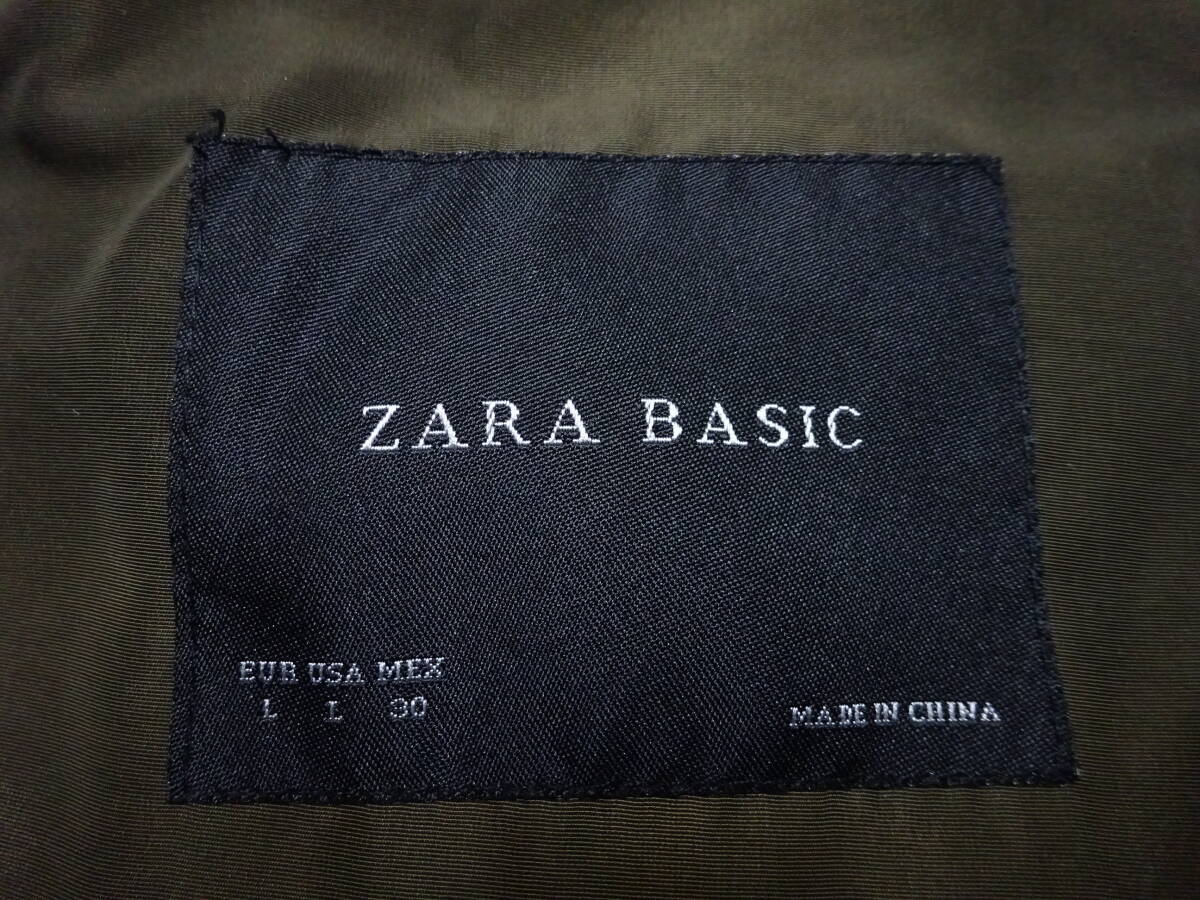 ZARA BASIC
EUR USA MEX
L L 30
MADE IN CHINA